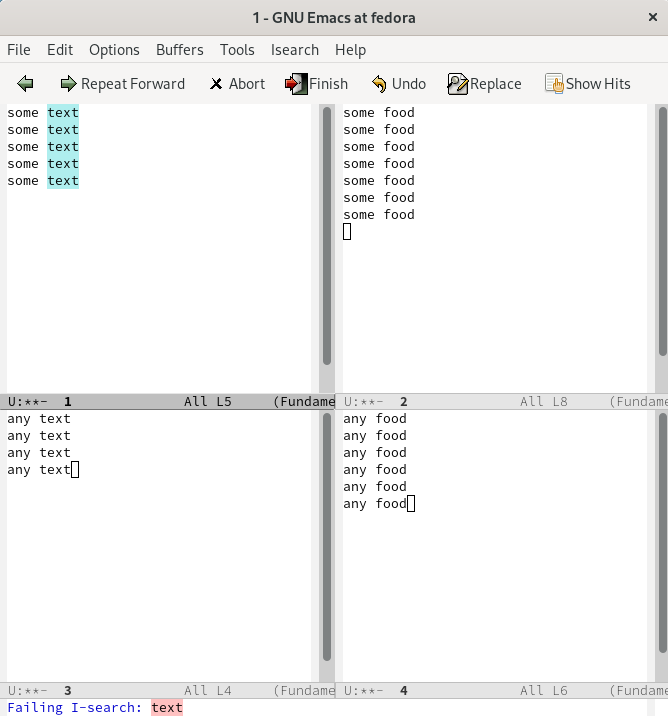 1 - GNU Emacs at fedora
File Edit Options Buffers Tools Isearch Help
Repeat Forward Abort Finish Undo Replace Show Hits
some text
some text
some text
some text
some text
U:**- 1 All L5 (Fundame
some food
some food
some food
some food
some food
some food
some food
U:**- 2 All L8 (Fundame
any text
any text
any text
any text
U:**- 3 All L4 (Fundame
any food
any food
any food
any food
any food
any food
U:**- 4 All L6 (Fundame
Failing I-search: text